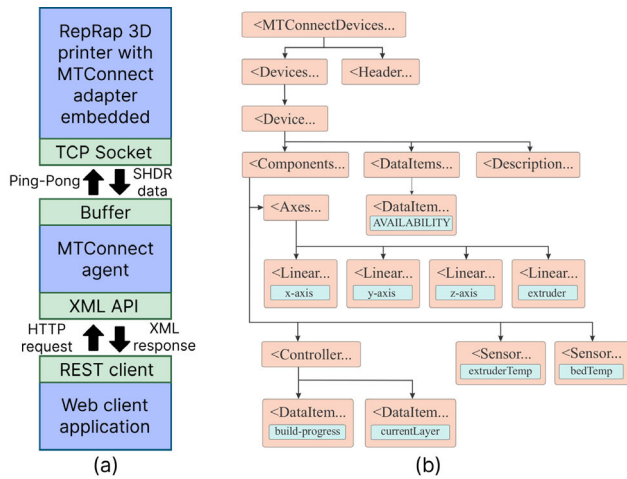 RepRap 3D
printer with
MTConnect
adapter
embedded
TCP Socket
Ping-Pong
SHDR
data
Buffer
MTConnect
agent
XML API
HTTP
request
XML
response
REST client
Web client
application
(a)
<MTConnectDevices...
<Devices...
<Header...
<Device...
<Components...
<DataItems...
<Description...
<Axes...
<DataItem...
AVAILABILITY
<Linear...
x-axis
<Linear...
y-axis
<Linear...
z-axis
<Linear...
extruder
<Controller...
<Sensor...
extruderTemp
<Sensor...
bedTemp
<DataItem...
build-progress
<DataItem...
currentLayer
(b)